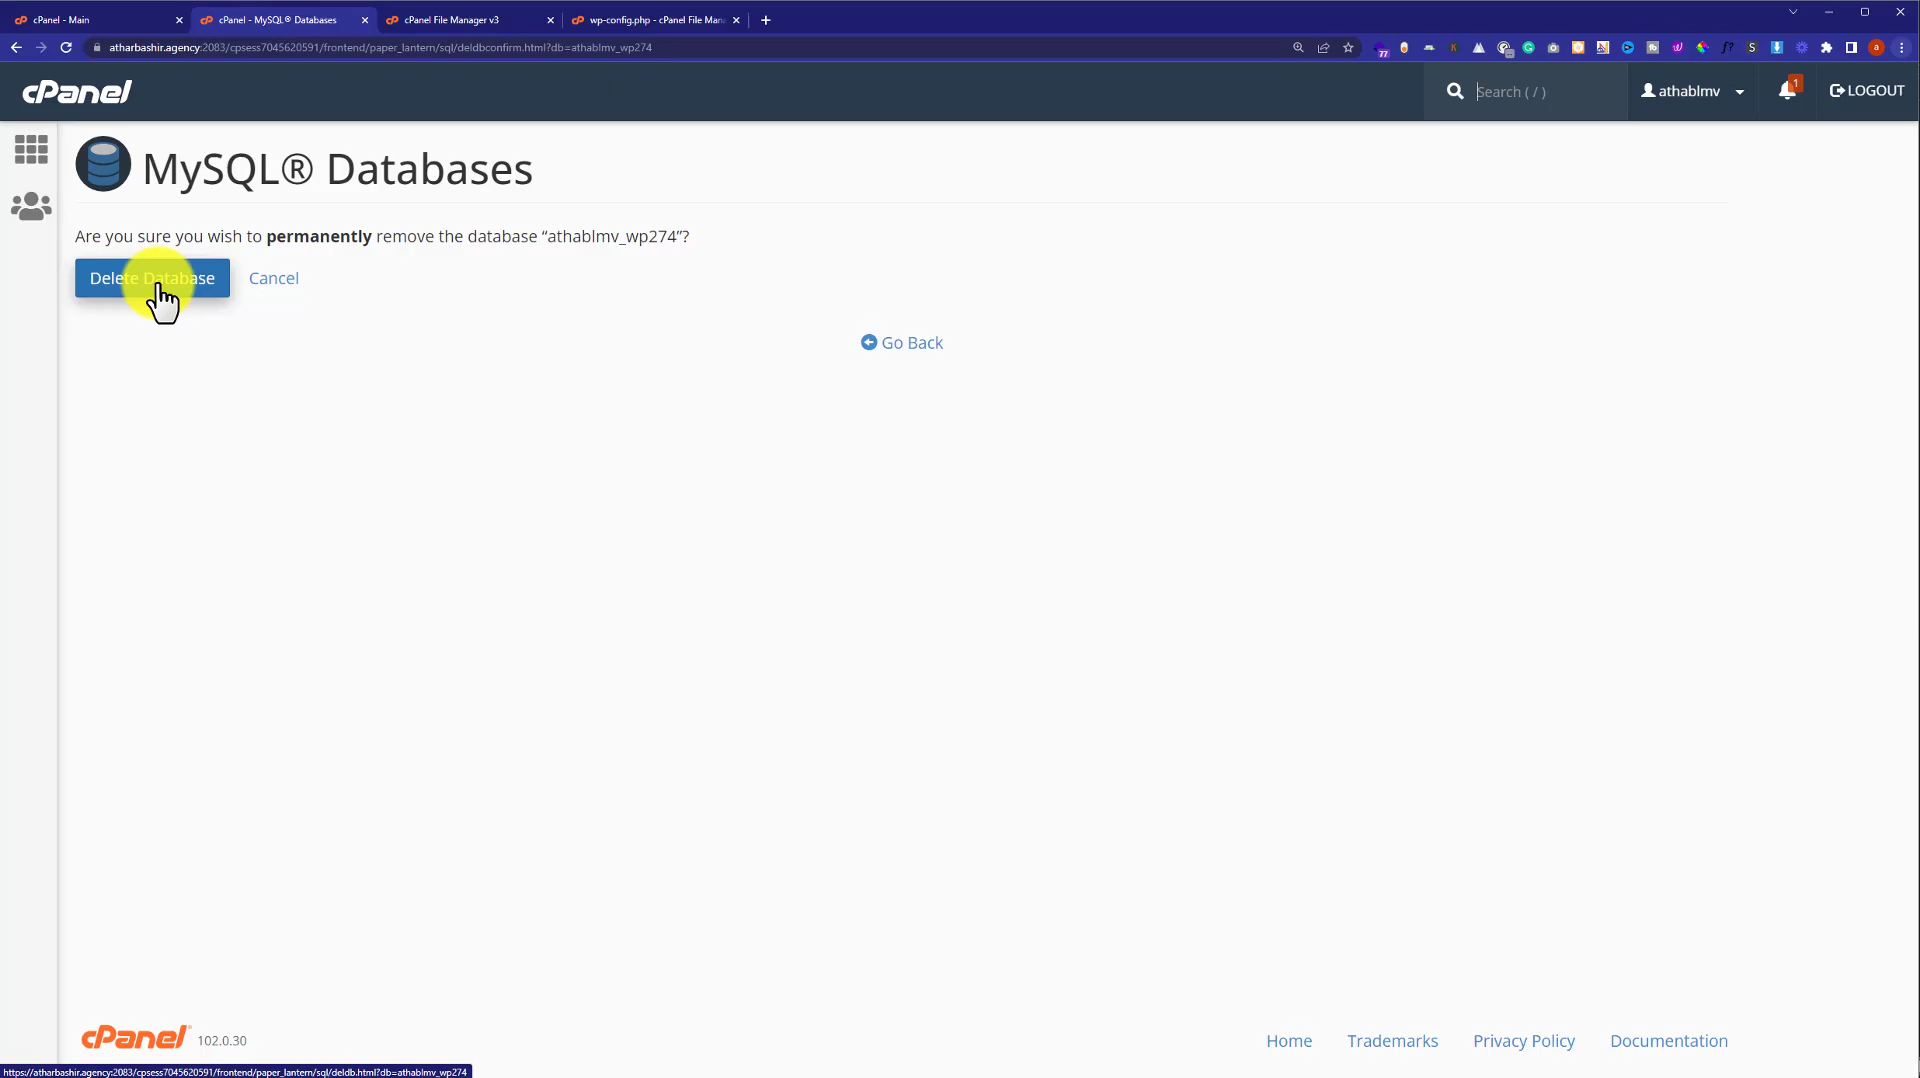 cPanel - Main
cPanel - MySQL® Databases
cPanel File Manager v3
wp-config.php - cPanel File Man
atharbashir.agency:2083/cpsess7045620591/frontend/paper_lantern/sql/deldbconfirm.html?db=athablmv_wp274
77
cPanel
Search ( / )
athablmv
1
LOGOUT
MySQL® Databases
Are you sure you wish to permanently remove the database “athablmv_wp274”?
Delete Database
Cancel
Go Back
cPanel® 102.0.30
Home
Trademarks
Privacy Policy
Documentation
https://atharbashir.agency:2083/cpsess7045620591/frontend/paper_lantern/sql/deldb.html?db=athablmv_wp274